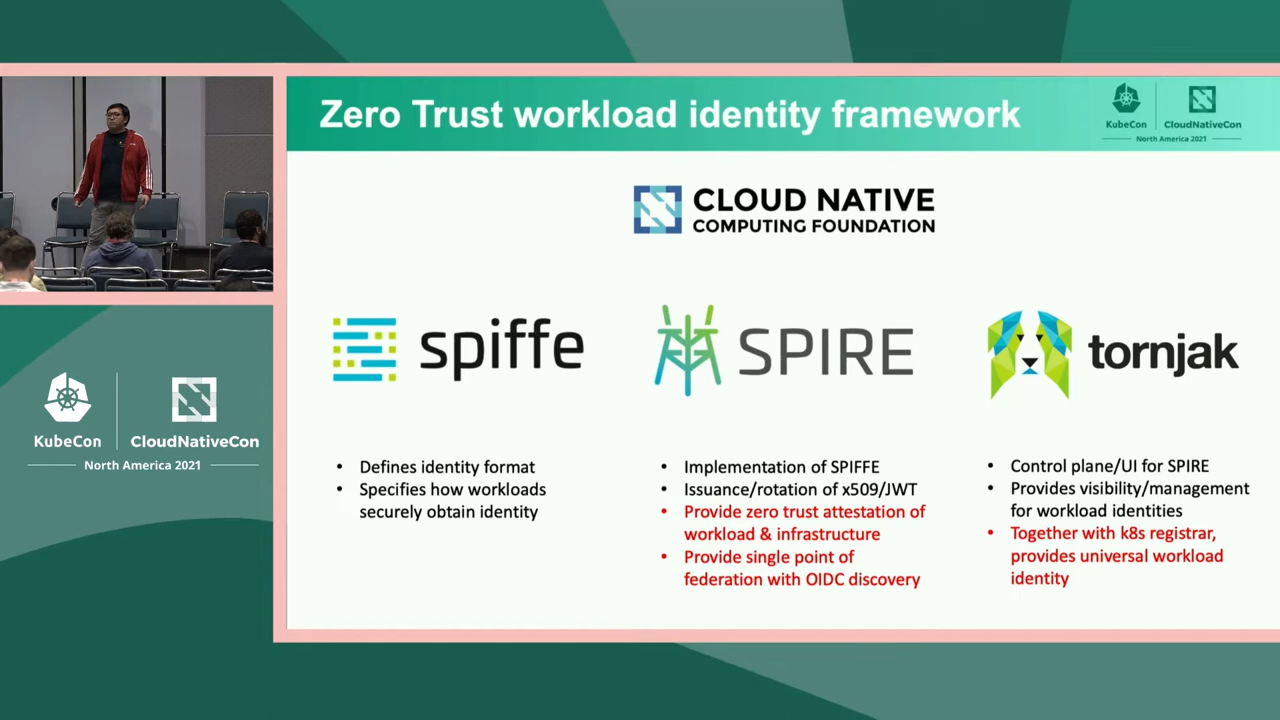 Zero Trust workload identity framework
KubeCon
CloudNativeCon
North America 2021
CLOUD NATIVE
COMPUTING FOUNDATION
spiffe
SPIRE
tornjak
• Defines identity format
• Specifies how workloads
securely obtain identity
• Implementation of SPIFFE
• Issuance/rotation of x509/JWT
• Provide zero trust attestation of
workload & infrastructure
• Provide single point of
federation with OIDC discovery
• Control plane/UI for SPIRE
• Provides visibility/management
for workload identities
• Together with k8s registrar,
provides universal workload
identity
KubeCon
CloudNativeCon
North America 2021